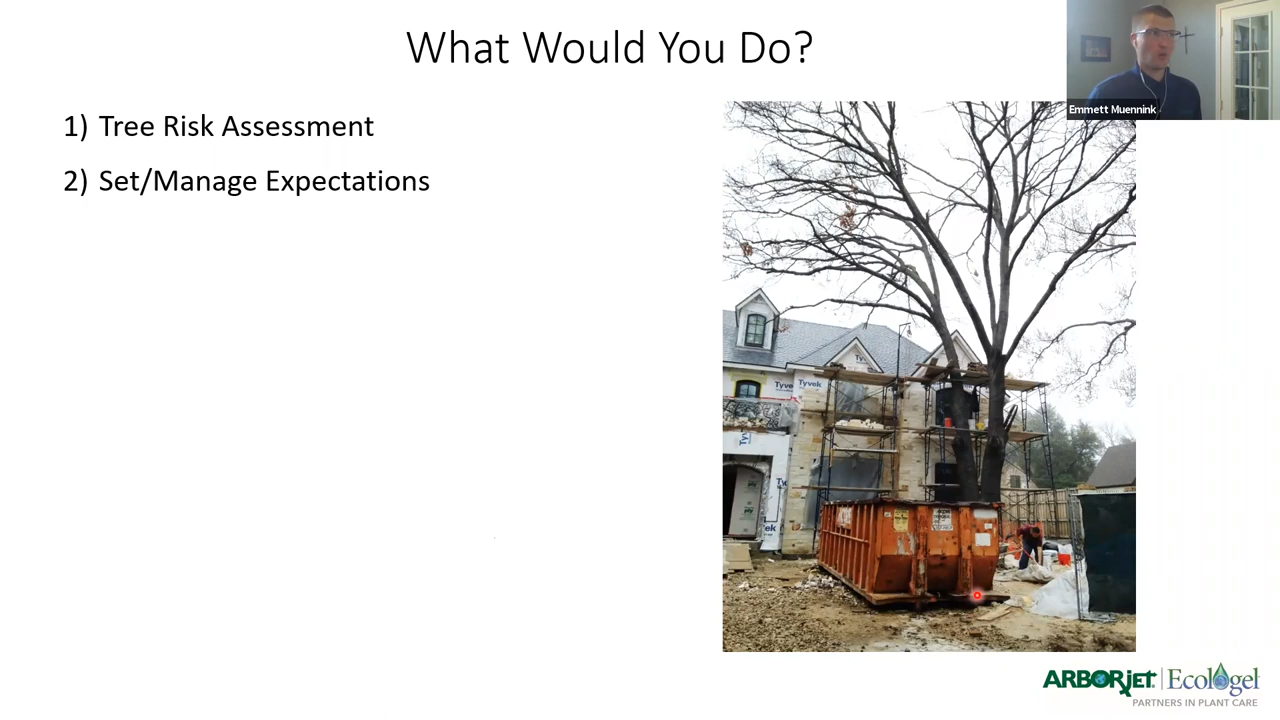 What Would You Do?
Emmett Muennink
1) Tree Risk Assessment
2) Set/Manage Expectations
Tyvek
Tyvek
ARBORjET Ecologel
PARTNERS IN PLANT CARE